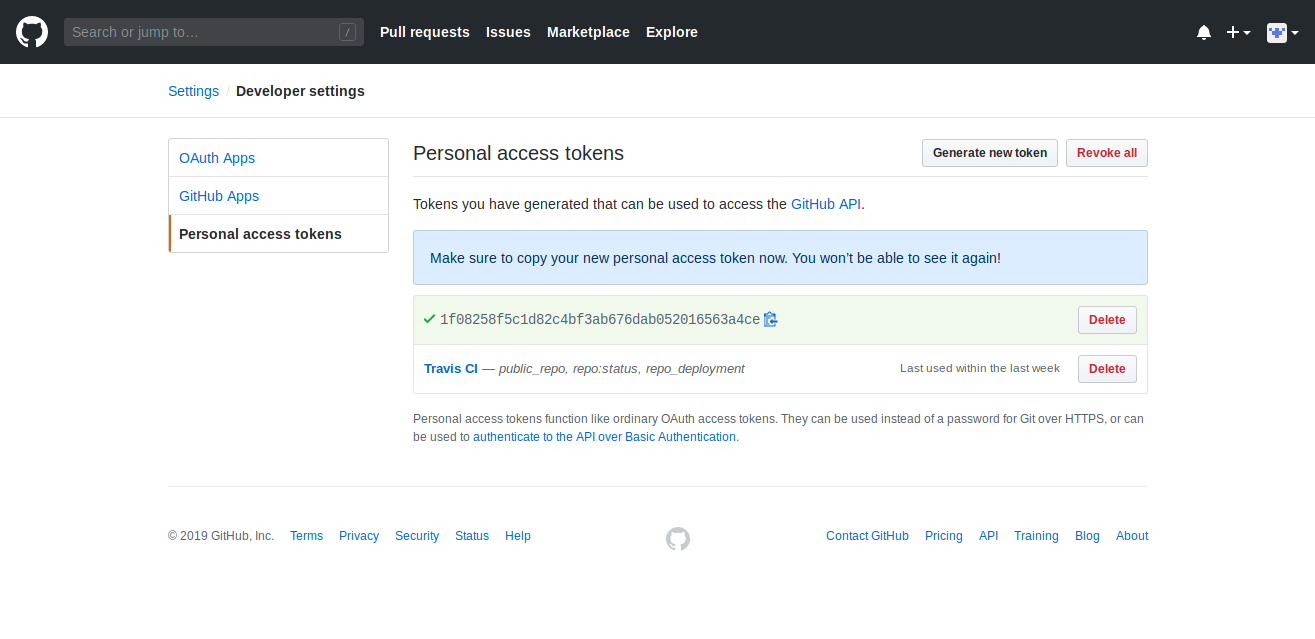 Search or jump to… /
Pull requests Issues Marketplace Explore
Settings / Developer settings
OAuth Apps
GitHub Apps
Personal access tokens
Personal access tokens
Generate new token Revoke all
Tokens you have generated that can be used to access the GitHub API.
Make sure to copy your new personal access token now. You won’t be able to see it again!
1f08258f5c1d82c4bf3ab676dab052016563a4ce Delete
Travis CI — public_repo, repo:status, repo_deployment Last used within the last week Delete
Personal access tokens function like ordinary OAuth access tokens. They can be used instead of a password for Git over HTTPS, or can
be used to authenticate to the API over Basic Authentication.
© 2019 GitHub, Inc. Terms Privacy Security Status Help Contact GitHub Pricing API Training Blog About